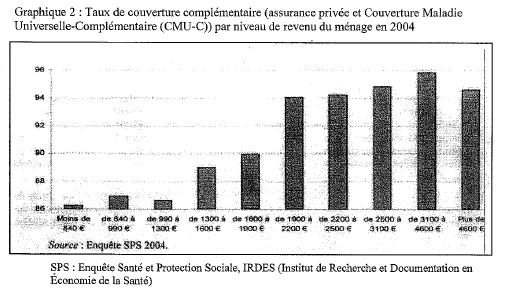 Graphique 2 : Taux de couverture complémentaire (assurance privée et Couverture Maladie
Universelle-Complémentaire (CMU-C)) par niveau de revenu du ménage en 2004
96
94
92
90
88
86
Moins de de 840 à de 990 à de 1300 à de 1600 à de 1900 à de 2200 à de 2500 à de 3100 à Plus de
840 € 990 € 1300 € 1600 € 1900 € 2200 € 2500 € 3100 € 4600 € 4600 €
Source : Enquête SPS 2004.
SPS : Enquête Santé et Protection Sociale, IRDES (Institut de Recherche et Documentation en
Économie de la Santé)